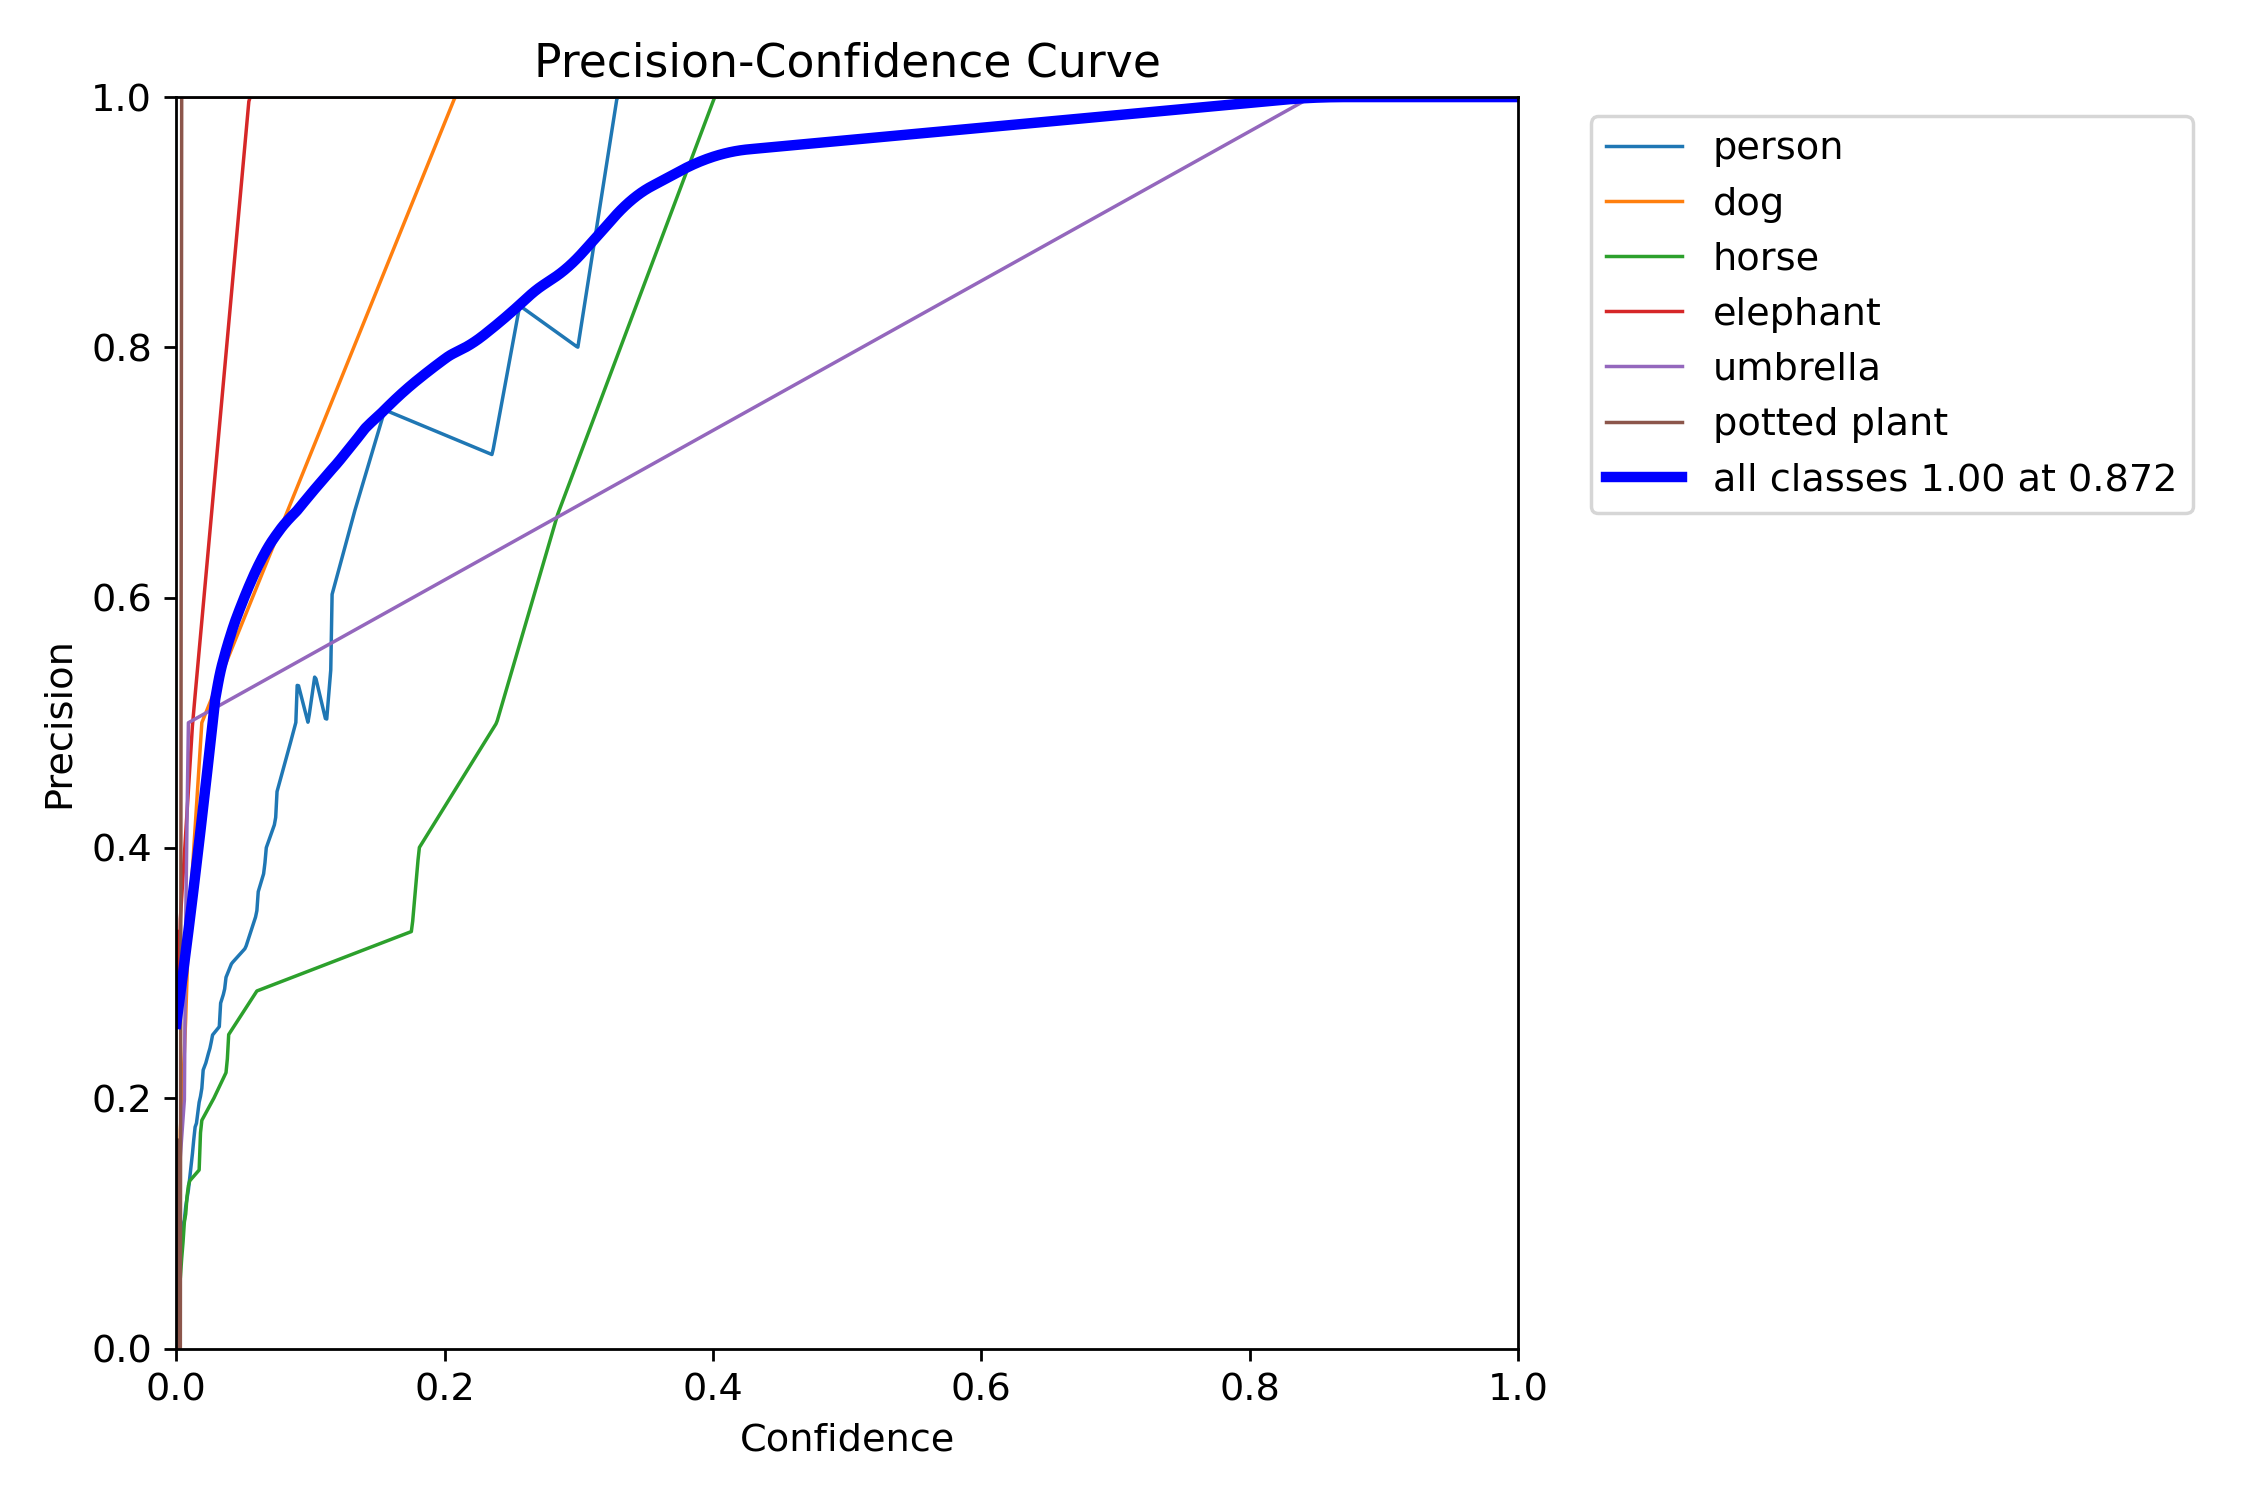 Precision-Confidence Curve
1.0
0.8
0.6
0.4
0.2
0.0
Precision
0.0 0.2 0.4 0.6 0.8 1.0
Confidence
person
dog
horse
elephant
umbrella
potted plant
all classes 1.00 at 0.872